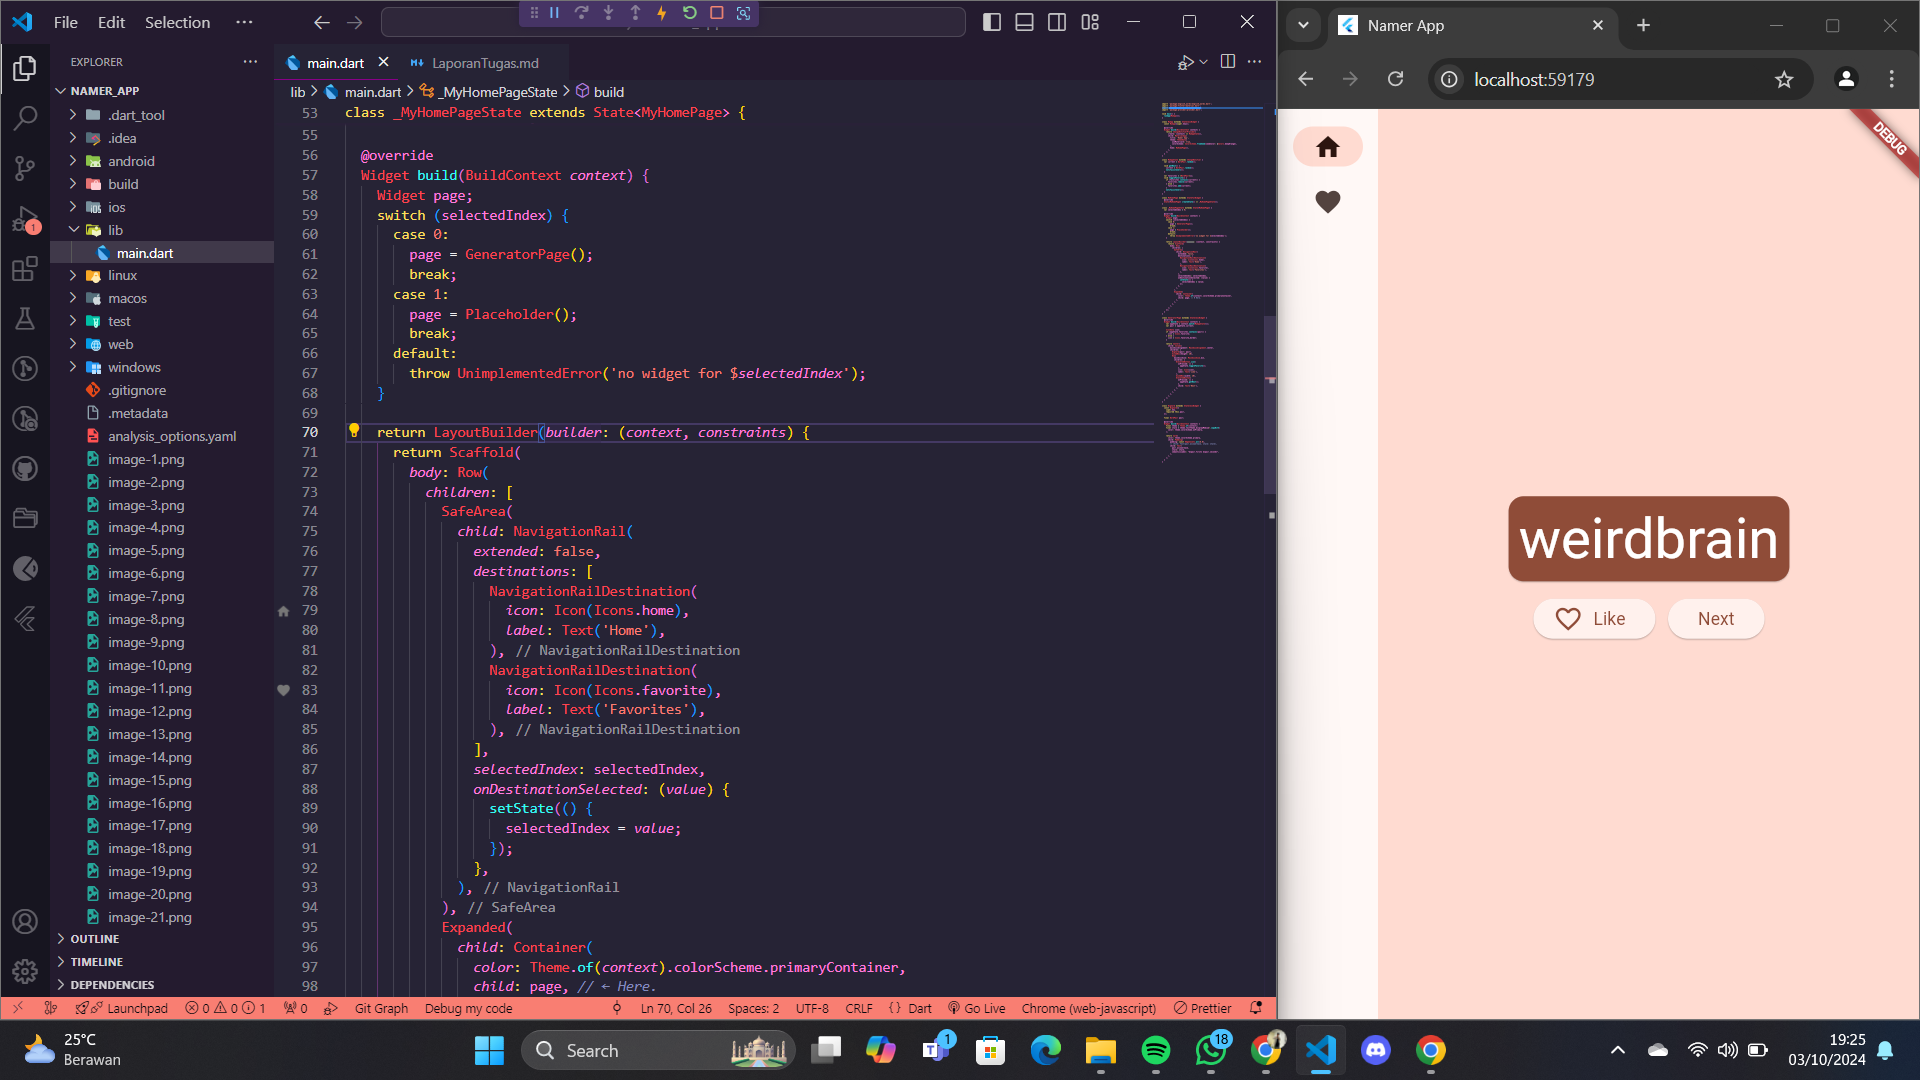 File Edit Selection ···
EXPLORER
NAMER_APP
.dart_tool
.idea
android
build
ios
lib
main.dart
linux
macos
test
web
windows
.gitignore
.metadata
analysis_options.yaml
image-1.png
image-2.png
image-3.png
image-4.png
image-5.png
image-6.png
image-7.png
image-8.png
image-9.png
image-10.png
image-11.png
image-12.png
image-13.png
image-14.png
image-15.png
image-16.png
image-17.png
image-18.png
image-19.png
image-20.png
image-21.png
OUTLINE
TIMELINE
DEPENDENCIES
1
main.dart LaporanTugas.md
lib > main.dart > _MyHomePageState > build
53 class _MyHomePageState extends State<MyHomePage> {
55
56 @override
57 Widget build(BuildContext context) {
58 Widget page;
59 switch (selectedIndex) {
60 case 0:
61 page = GeneratorPage();
62 break;
63 case 1:
64 page = Placeholder();
65 break;
66 default:
67 throw UnimplementedError('no widget for $selectedIndex');
68 }
69
70 return LayoutBuilder(builder: (context, constraints) {
71 return Scaffold(
72 body: Row(
73 children: [
74 SafeArea(
75 child: NavigationRail(
76 extended: false,
77 destinations: [
78 NavigationRailDestination(
79 icon: Icon(Icons.home),
80 label: Text('Home'),
81 ), // NavigationRailDestination
82 NavigationRailDestination(
83 icon: Icon(Icons.favorite),
84 label: Text('Favorites'),
85 ), // NavigationRailDestination
86 ],
87 selectedIndex: selectedIndex,
88 onDestinationSelected: (value) {
89 setState(() {
90 selectedIndex = value;
91 });
92 },
93 ), // NavigationRail
94 ), // SafeArea
95 Expanded(
96 child: Container(
97 color: Theme.of(context).colorScheme.primaryContainer,
98 child: page, // ← Here.
Launchpad 0 0 1 0 Git Graph Debug my code Ln 70, Col 26 Spaces: 2 UTF-8 CRLF {} Dart Go Live Chrome (web-javascript) Prettier
Namer App
localhost:59179
DEBUG
weirdbrain
Like Next
25°C
Berawan
Search
1
18
19:25
03/10/2024